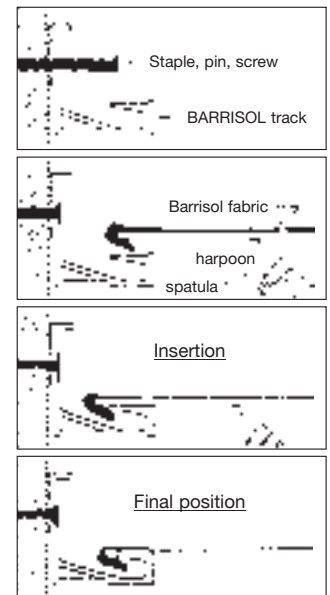 Staple, pin, screw
BARRISOL track
Barrisol fabric
harpoon
spatula
Insertion
Final position